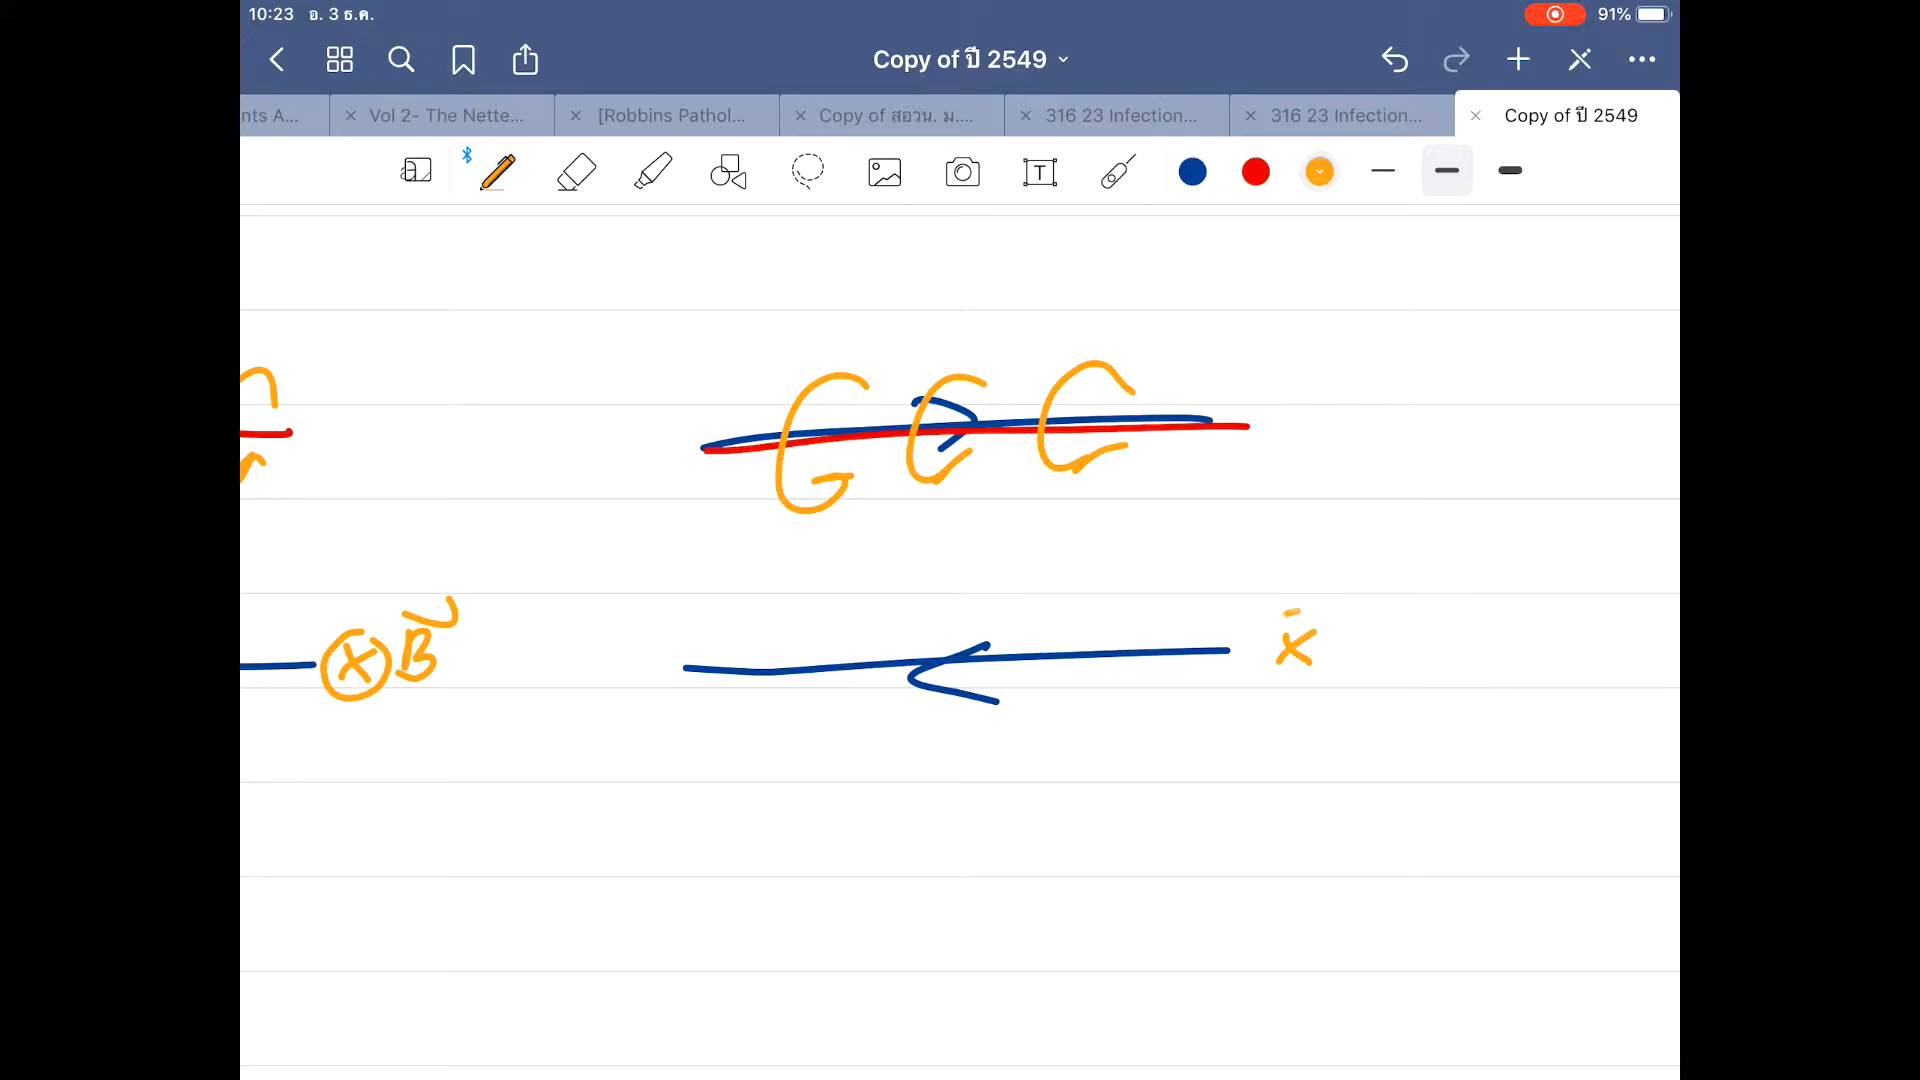 10:23 อ. 3 ธ.ค. 91%
Copy of ปี 2549
nts A... Vol 2- The Nette... [Robbins Pathol... Copy of สอวน. ม.... 316 23 Infection... 316 23 Infection... Copy of ปี 2549
B x